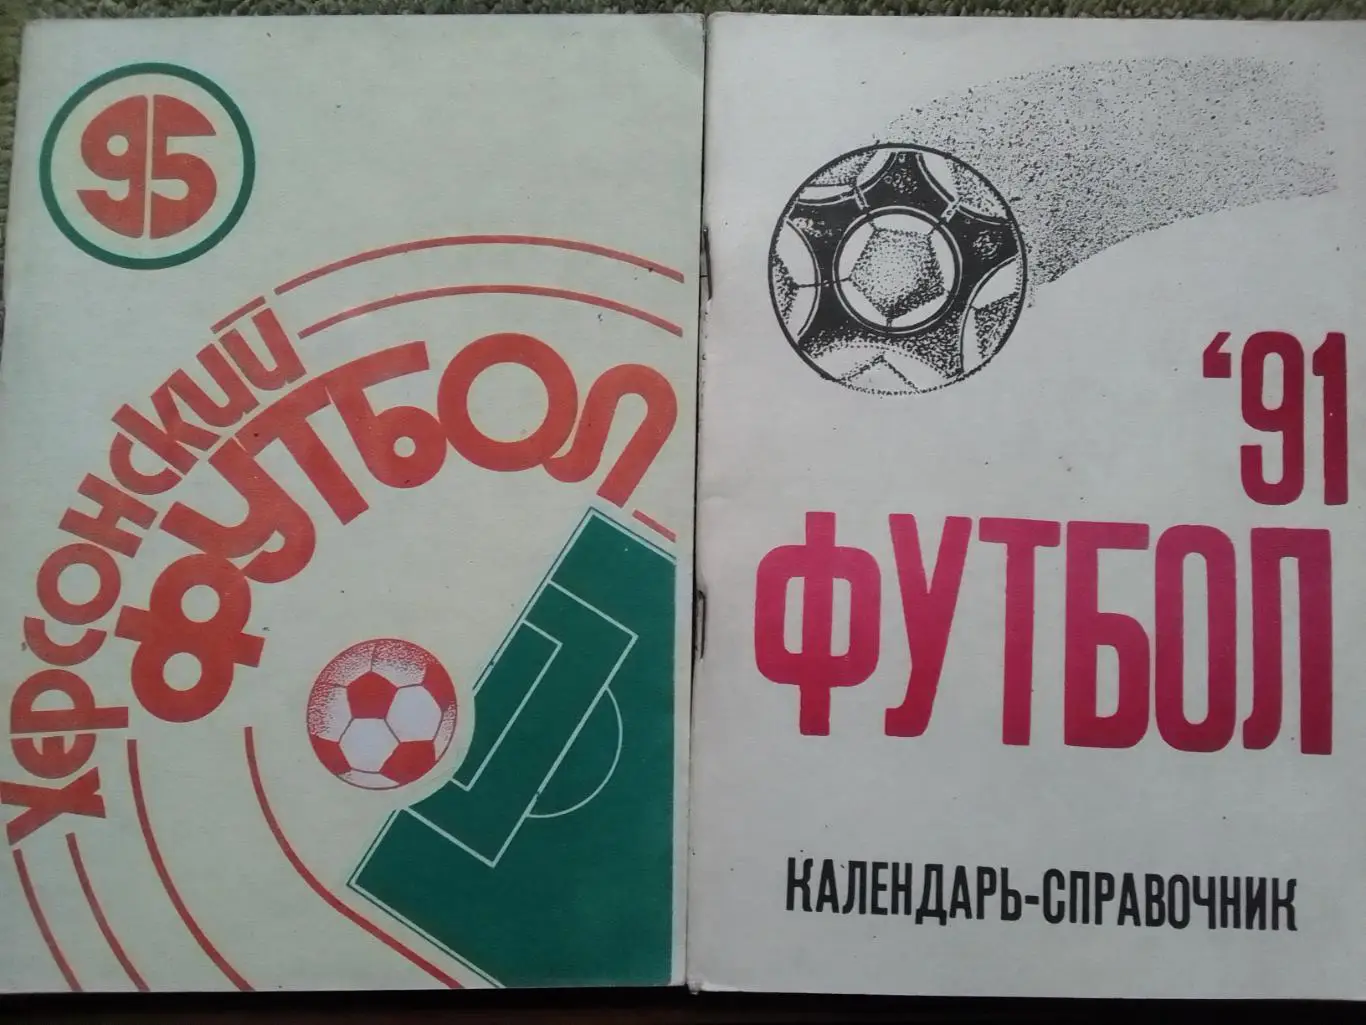 95
Херсонский
футбол
'91
ФУТБОЛ
КАЛЕНДАРЬ-СПРАВОЧНИК